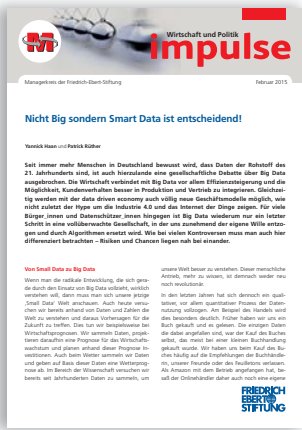 Wirtschaft und Politik
impulse
Managerkreis der Friedrich-Ebert-Stiftung
Februar 2015
Nicht Big sondern Smart Data ist entscheidend!
Yannick Haan und Patrick Rüther
Seit immer mehr Menschen in Deutschland bewusst wird, dass Daten der Rohstoff des
21. Jahrhunderts sind, ist auch hierzulande eine gesellschaftliche Debatte über Big Data
ausgebrochen. Die Wirtschaft verbindet mit Big Data vor allem Effizienzsteigerung und die
Möglichkeit, Kundenverhalten besser in Produktion und Vertrieb zu integrieren. Gleichzei-
tig werden mit der data driven economy auch völlig neue Geschäftsmodelle möglich, wie
nicht zuletzt der Hype um die Industrie 4.0 und das Internet der Dinge zeigen. Für viele
Bürger_innen und Datenschützer_innen hingegen ist Big Data wiederum nur ein letzter
Schritt in eine vollüberwachte Gesellschaft, in der uns zunehmend der eigene Wille entzo-
gen und durch Algorithmen ersetzt wird. Wie bei vielen Kontroversen muss man auch hier
differenziert betrachten – Risiken und Chancen liegen nah bei einander.
Von Small Data zu Big Data
Wenn man die radikale Entwicklung, die sich gera-
de durch den Einsatz von Big Data vollzieht, wirklich
verstehen will, dann muss man sich unsere jetzige
‚Small Data' Welt anschauen. Auch heute versu-
chen wir bereits anhand von Daten und Zahlen die
Welt zu verstehen und daraus Vorhersagen für die
Zukunft zu treffen. Dies tun wir beispielsweise bei
Wirtschaftsprognosen. Wir sammeln Daten, projek-
tieren daraufhin eine Prognose für das Wirtschafts-
wachstum und planen anhand dieser Prognose In-
vestitionen. Auch beim Wetter sammeln wir Daten
und geben auf Basis dieser Daten eine Wetterprog-
nose ab. Im Bereich der Wissenschaft versuchen wir
bereits seit Jahrhunderten Daten zu sammeln, um
unsere Welt besser zu verstehen. Dieser menschliche
Antrieb, mehr zu wissen, ist demnach weder neu
noch revolutionär.
In den letzten Jahren hat sich dennoch ein quali-
tativer, vor allem quantitativer Prozess der Daten-
nutzung vollzogen. Am Beispiel des Handels wird
dies besonders deutlich. Früher haben wir uns ein
Buch gekauft und es gelesen. Die einzigen Daten
die dabei angefallen sind, war der Kauf des Buches
selbst, das meist bei einer kleinen Buchhandlung
gekauft wurde. Wir haben uns beim Kauf des Bu-
ches häufig auf die Empfehlungen der Buchhändle-
rin, unserer Freunde oder des Feuilletons verlassen.
Als Amazon mit dem Betrieb angefangen hat, be-
saß der Onlinehändler daher auch noch eine eigene
FRIEDRICH
EBERT
STIFTUNG